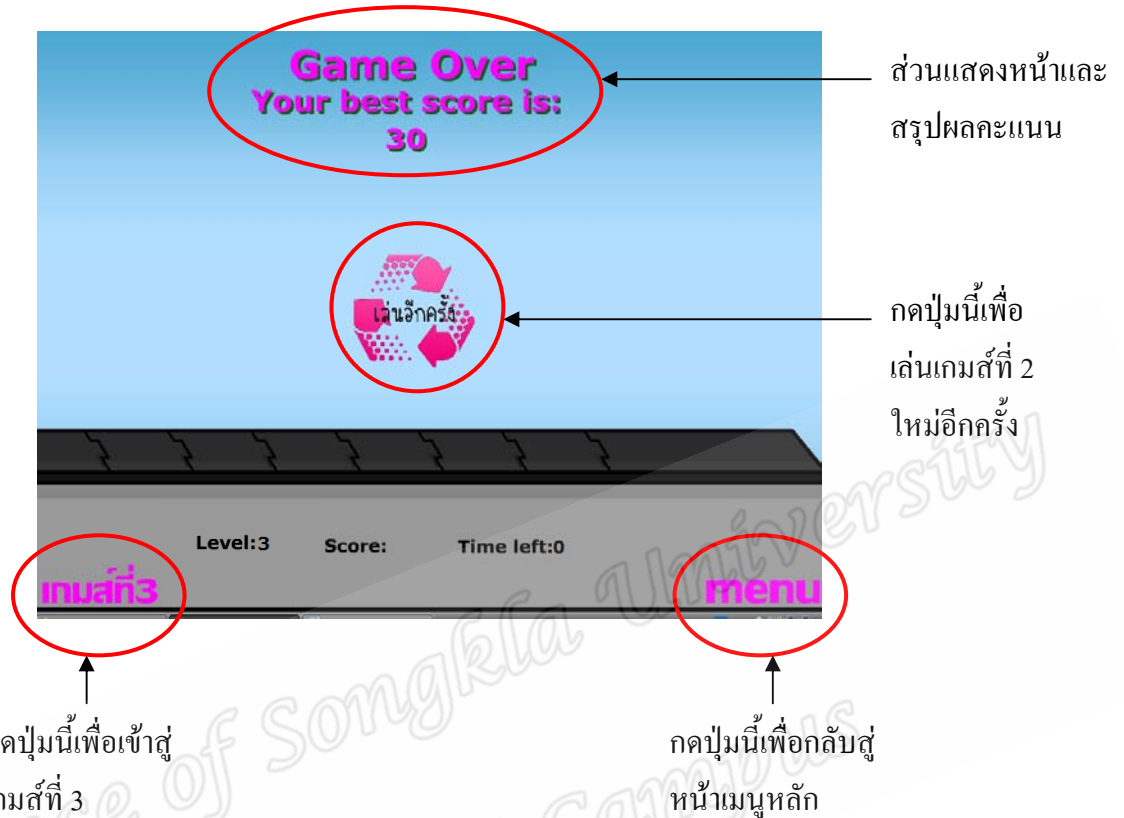 Game Over
Your best score is:
30
ส่วนแสดงหน้าและ
สรุปผลคะแนน
เล่นอีกครั้ง
กดปุ่มนี้เพื่อ
เล่นเกมส์ที่ 2
ใหม่อีกครั้ง
Level:3 Score: Time left:0
เกมส์ที่3 menu
ดปุ่มนี้เพื่อเข้าสู่
กมส์ที่ 3
กดปุ่มนี้เพื่อกลับสู่
หน้าเมนูหลัก
of Songkla University
Campus